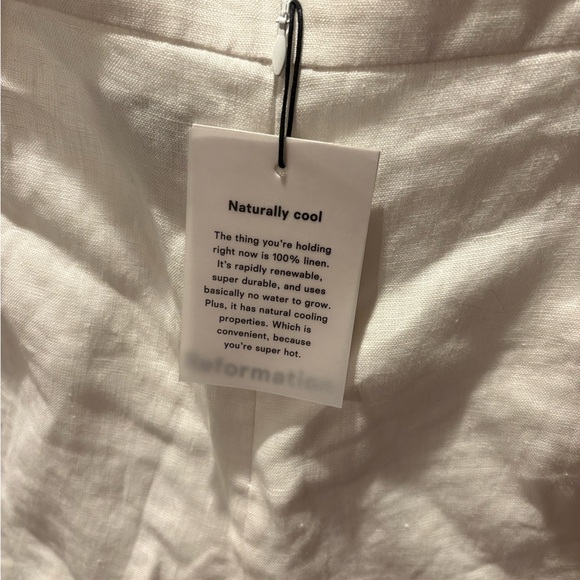 Naturally cool
The thing you're holding
right now is 100% linen.
It's rapidly renewable,
super durable, and uses
basically no water to grow.
Plus, it has natural cooling
properties. Which is
convenient, because
you're super hot.
Reformation